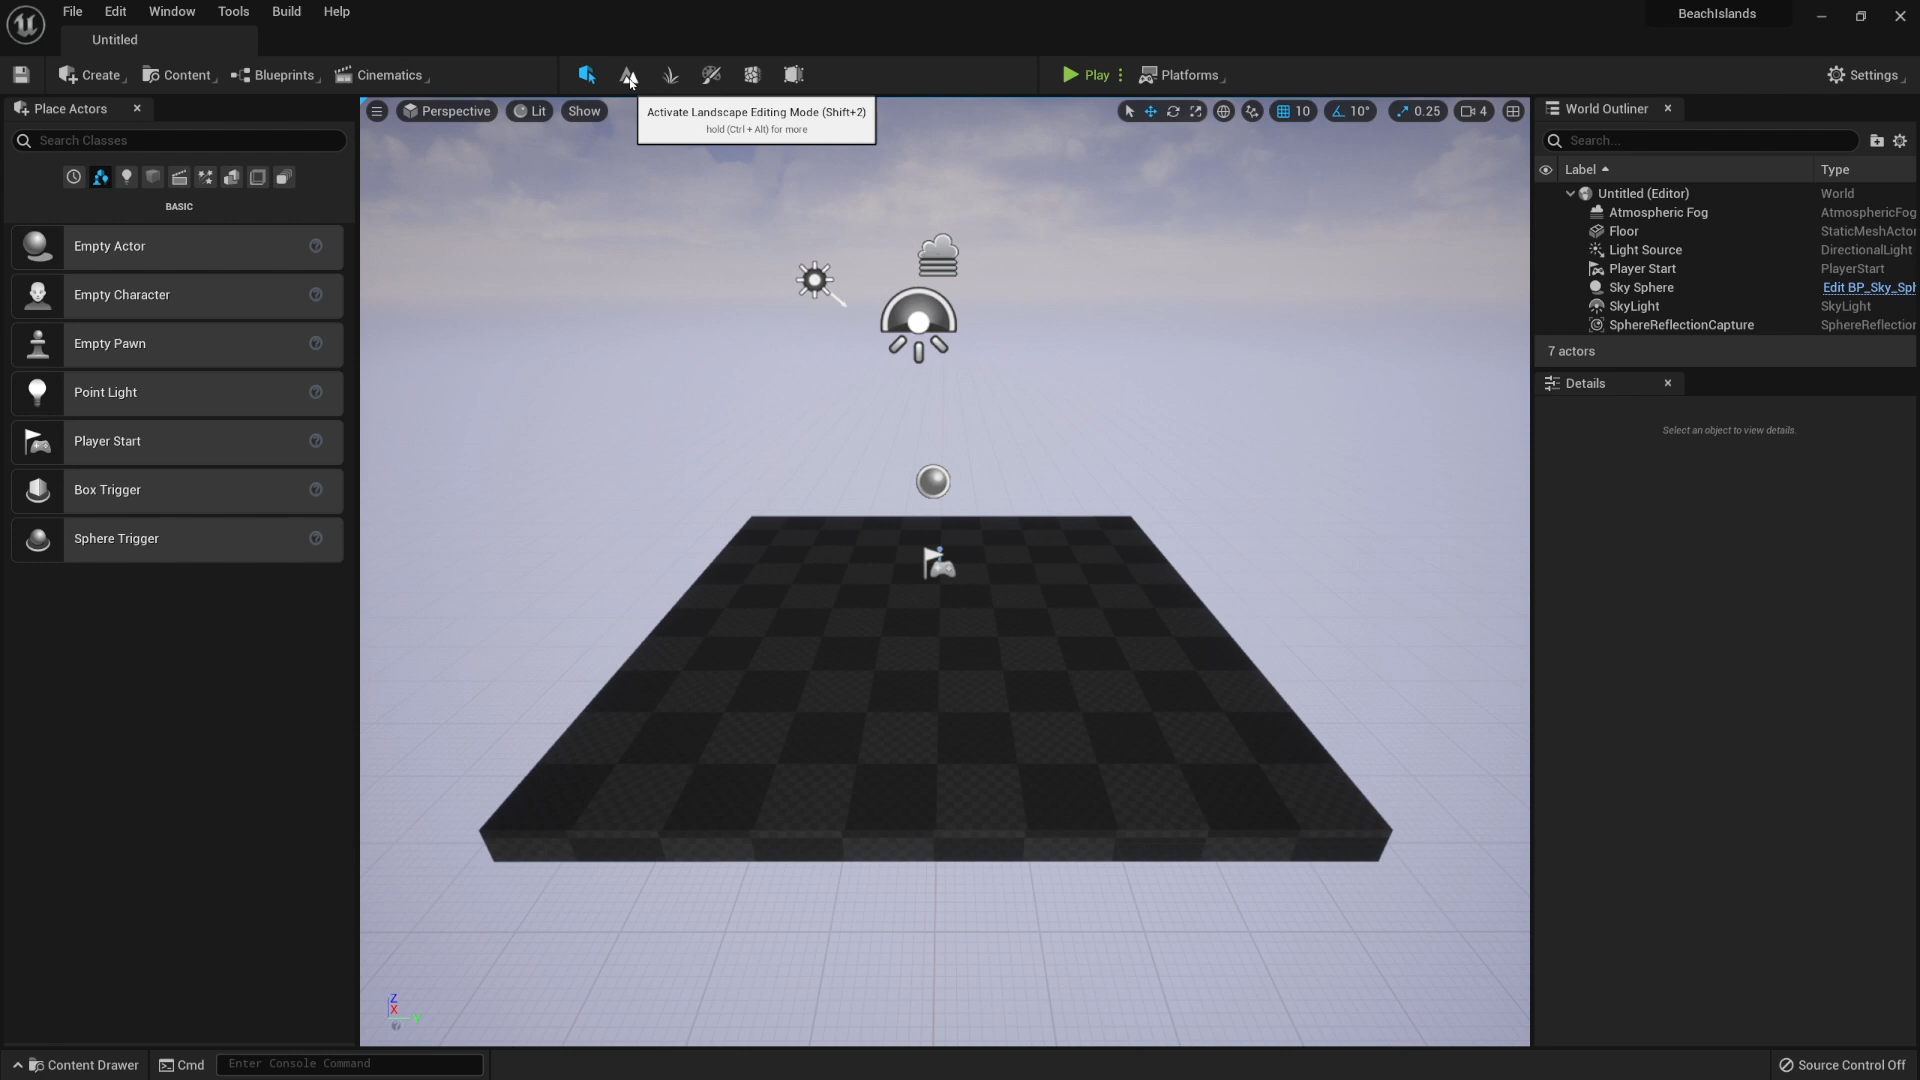 File Edit Window Tools Build Help
BeachIslands
Untitled
Create Content Blueprints Cinematics
Play Platforms Settings
Place Actors
Search Classes
BASIC
Empty Actor
Empty Character
Empty Pawn
Point Light
Player Start
Box Trigger
Sphere Trigger
Perspective Lit Show
Activate Landscape Editing Mode (Shift+2)
hold (Ctrl + Alt) for more
10 10° 0.25 4
Z
X
Y
World Outliner
Search...
Label Type
Untitled (Editor) World
Atmospheric Fog AtmosphericFog
Floor StaticMeshActor
Light Source DirectionalLight
Player Start PlayerStart
Sky Sphere Edit BP_Sky_Sph
SkyLight SkyLight
SphereReflectionCapture SphereReflection
7 actors
Details
Select an object to view details.
Content Drawer Cmd Enter Console Command
Source Control Off